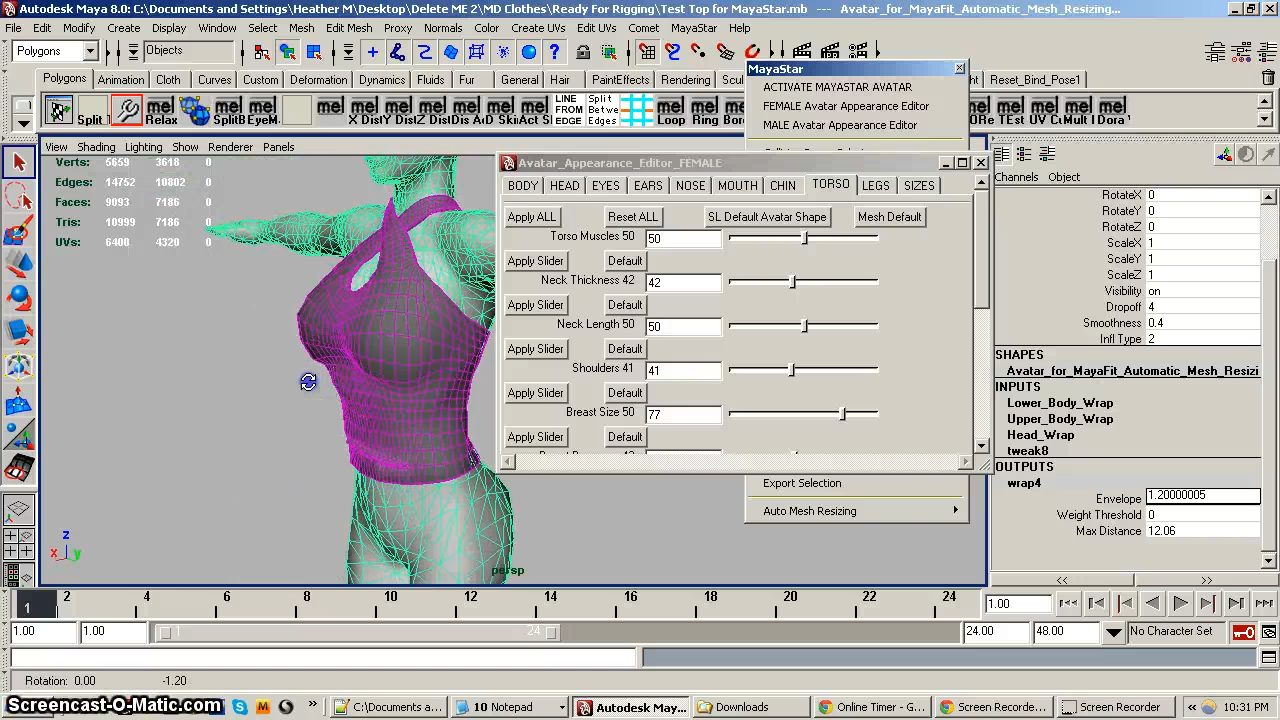 Autodesk Maya 8.0: C:\Documents and Settings\Heather M\Desktop\Delete ME 2\MD Clothes\Ready For Rigging\Test Top for MayaStar.mb --- Avatar_for_MayaFit_Automatic_Mesh_Resizing...
File Edit Modify Create Display Window Select Mesh Edit Mesh Proxy Normals Color Create UVs Edit UVs Comet MayaStar Help
Polygons Objects
MayaStar
Polygons Animation Cloth Curves Custom Deformation Dynamics Fluids Fur General Hair PaintEffects Rendering Reset_Bind_Pose1
ACTIVATE MAYASTAR AVATAR
FEMALE Avatar Appearance Editor
MALE Avatar Appearance Editor
mel Split mel Relax mel SplitB mel EyeM LINE FROM EDGE Split Betwe Edges mel Loop mel Ring mel
View Shading Lighting Show Renderer Panels
Verts: 5659 3618 0
Edges: 14752 10802 0
Faces: 9093 7186 0
Tris: 10999 7186 0
UVs: 6400 4320 0
Avatar_Appearance_Editor_FEMALE
BODY HEAD EYES EARS NOSE MOUTH CHIN TORSO LEGS SIZES
Apply ALL Reset ALL SL Default Avatar Shape Mesh Default
Torso Muscles 50 50
Apply Slider Default
Neck Thickness 42 42
Apply Slider Default
Neck Length 50 50
Apply Slider Default
Shoulders 41 41
Apply Slider Default
Breast Size 50 77
Apply Slider Default
Export Selection
Auto Mesh Resizing
Channels Object
RotateX 0
RotateY 0
RotateZ 0
ScaleX 1
ScaleY 1
ScaleZ 1
Visibility on
Dropoff 4
Smoothness 0.4
Infl Type 2
SHAPES
Avatar_for_MayaFit_Automatic_Mesh_Resizi
INPUTS
Lower_Body_Wrap
Upper_Body_Wrap
Head_Wrap
tweak8
OUTPUTS
wrap4
Envelope 1.20000005
Weight Threshold 0
Max Distance 12.06
z
x y
persp
1 2 4 6 8 10 12 14 16 18 20 22 24 1.00
1.00 1.00 1 24 24.00 48.00 No Character Set
Rotation: 0.00 -1.20
Screencast-O-Matic.com C:\Documents a... 10 Notepad Autodesk May... Downloads Online Timer - G... Screen Recorde... Screen Recorder 10:31 PM